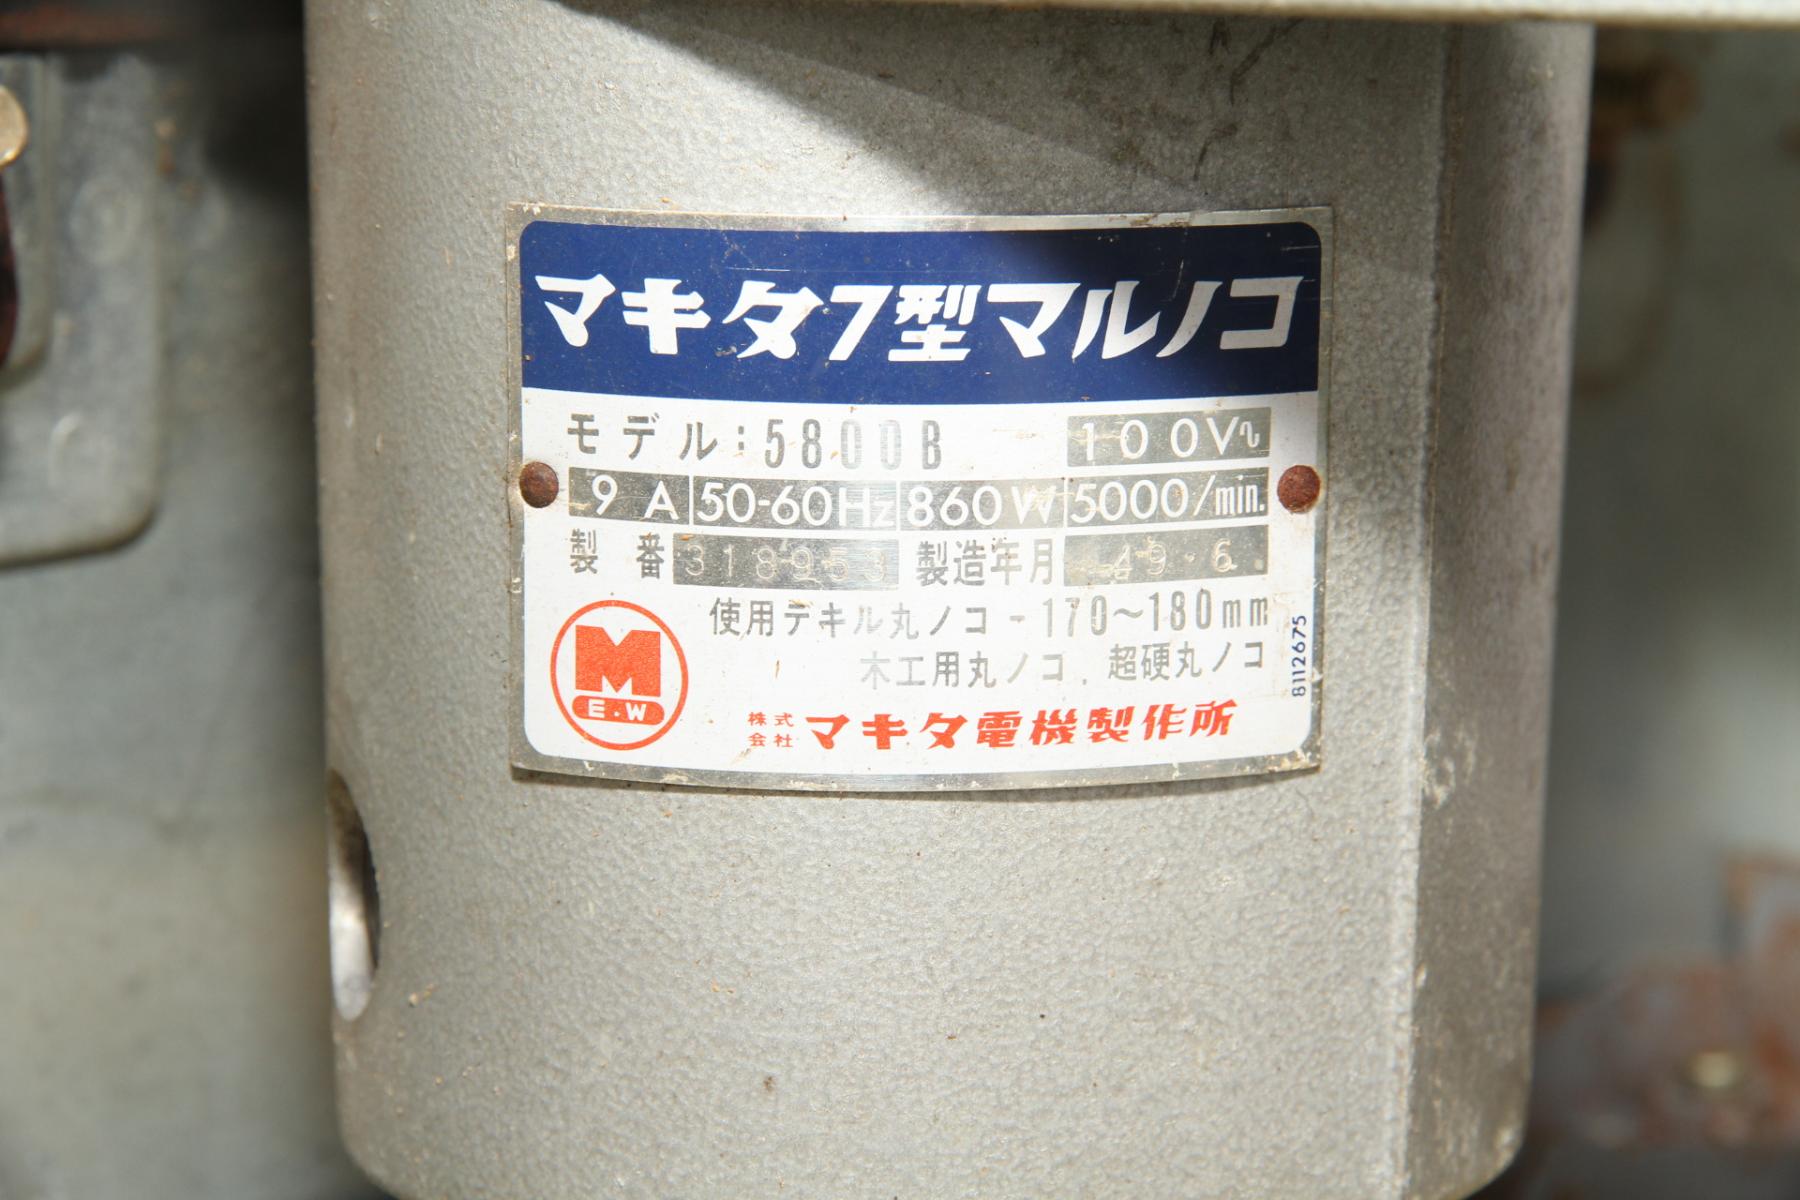 マキタ7型マルノコ
モデル:5800B 100V~
9A 50-60Hz 860W 5000/min.
製番 318953 製造年月 49.6.
使用デキル丸ノコ-170~180mm
木工用丸ノコ．超硬丸ノコ
8112675
M
E.W
株式会社 マキタ電機製作所